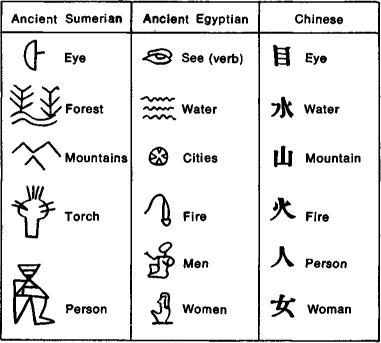 Ancient Sumerian Ancient Egyptian Chinese
Eye See (verb) 目 Eye
Forest Water 水 Water
Mountains Cities 山 Mountain
Torch Fire 火 Fire
Men 人 Person
Person Women 女 Woman